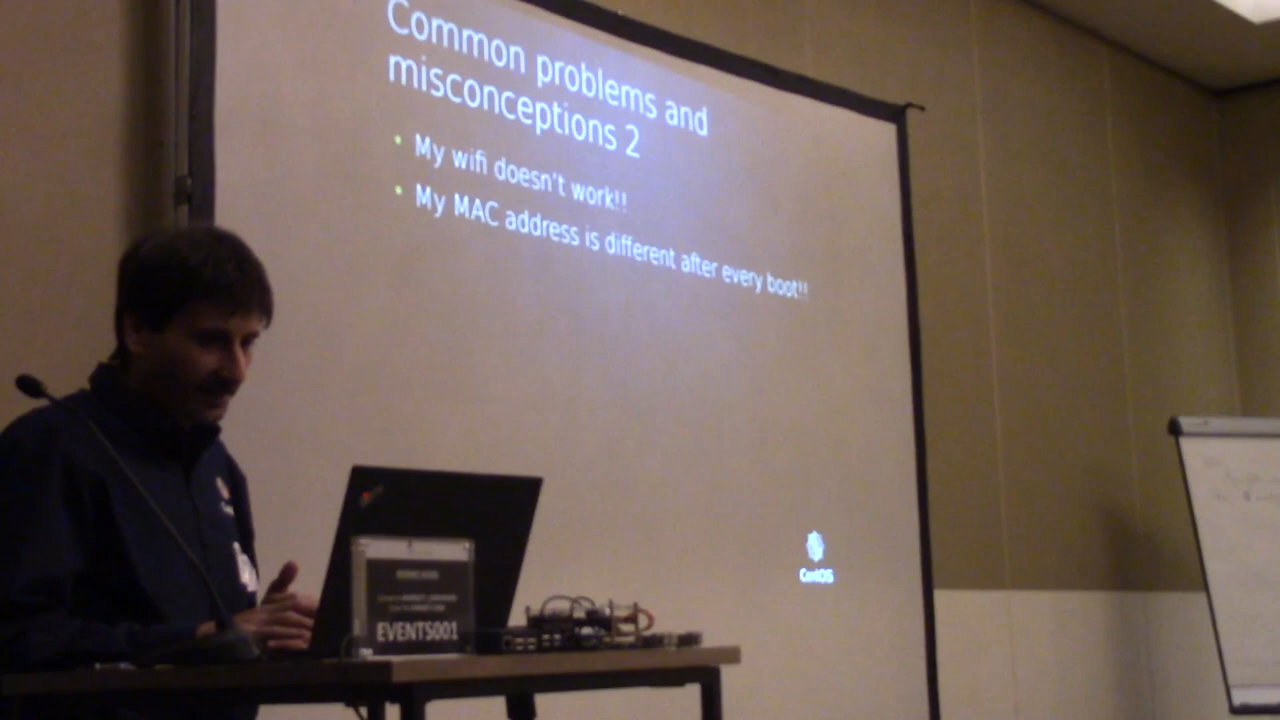 Common problems and
misconceptions 2
My wifi doesn't work!!
My MAC address is different after every boot!!
CentOS
EVENTS001